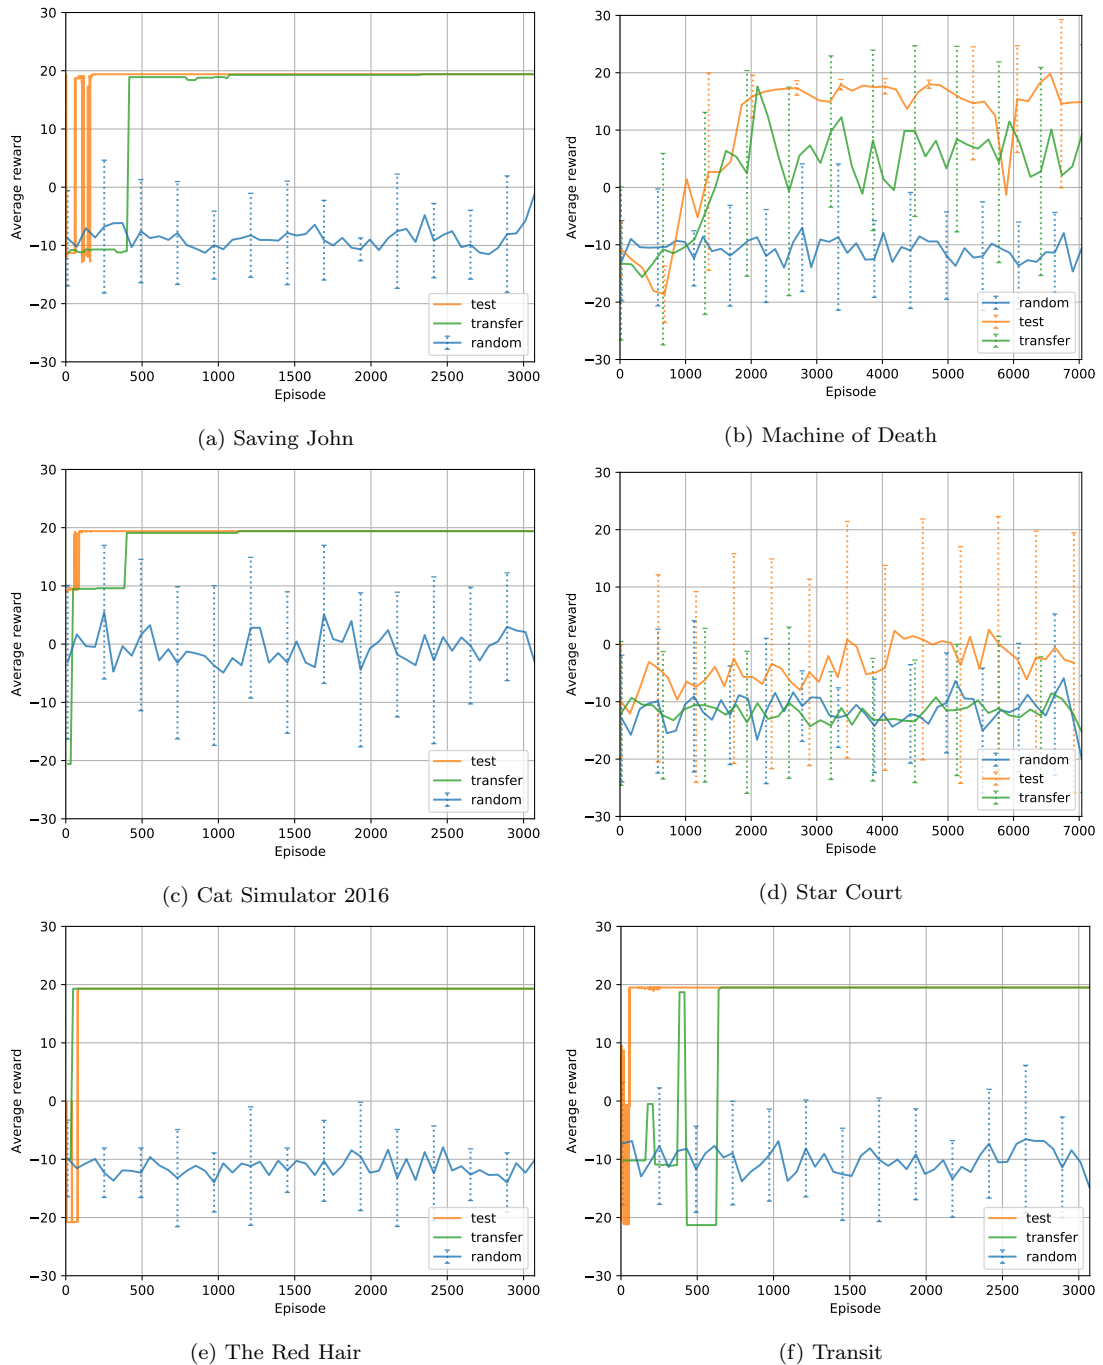 30
20
10
0
−10
−20
−30
Average reward
0 500 1000 1500 2000 2500 3000
Episode
test
transfer
random
(a) Saving John
30
20
10
0
−10
−20
−30
Average reward
0 1000 2000 3000 4000 5000 6000 7000
Episode
random
test
transfer
(b) Machine of Death
30
20
10
0
−10
−20
−30
Average reward
0 500 1000 1500 2000 2500 3000
Episode
test
transfer
random
(c) Cat Simulator 2016
30
20
10
0
−10
−20
−30
Average reward
0 1000 2000 3000 4000 5000 6000 7000
Episode
random
test
transfer
(d) Star Court
30
20
10
0
−10
−20
−30
Average reward
0 500 1000 1500 2000 2500 3000
Episode
test
transfer
random
(e) The Red Hair
30
20
10
0
−10
−20
−30
Average reward
0 500 1000 1500 2000 2500 3000
Episode
test
transfer
random
(f) Transit